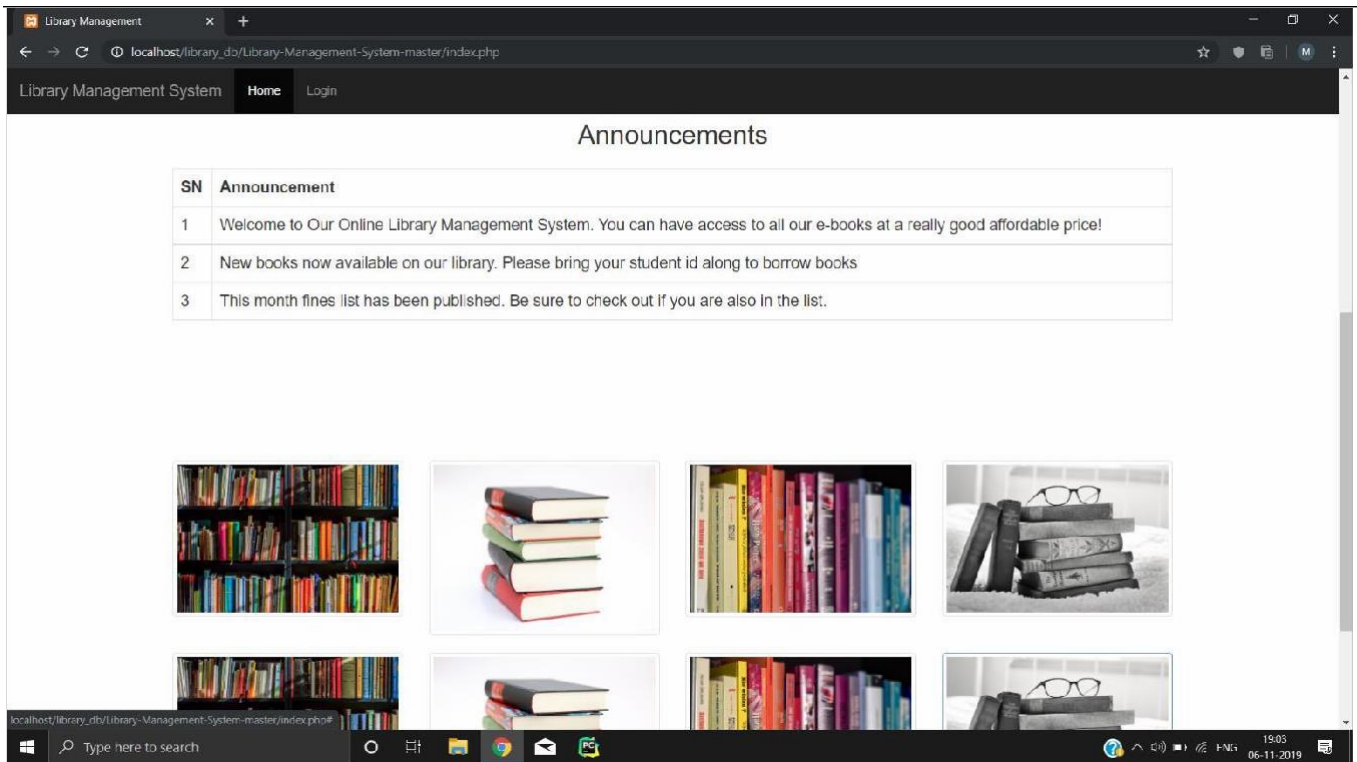 Library Management
localhost/library_db/Library-Management-System-master/index.php
M
Library Management System Home Login
Announcements
SN Announcement
1 Welcome to Our Online Library Management System. You can have access to all our e-books at a really good affordable price!
2 New books now available on our library. Please bring your student id along to borrow books
3 This month fines list has been published. Be sure to check out if you are also in the list.
localhost/library_db/Library-Management-System-master/index.php#
Type here to search
PC
ENG
19:03
06-11-2019